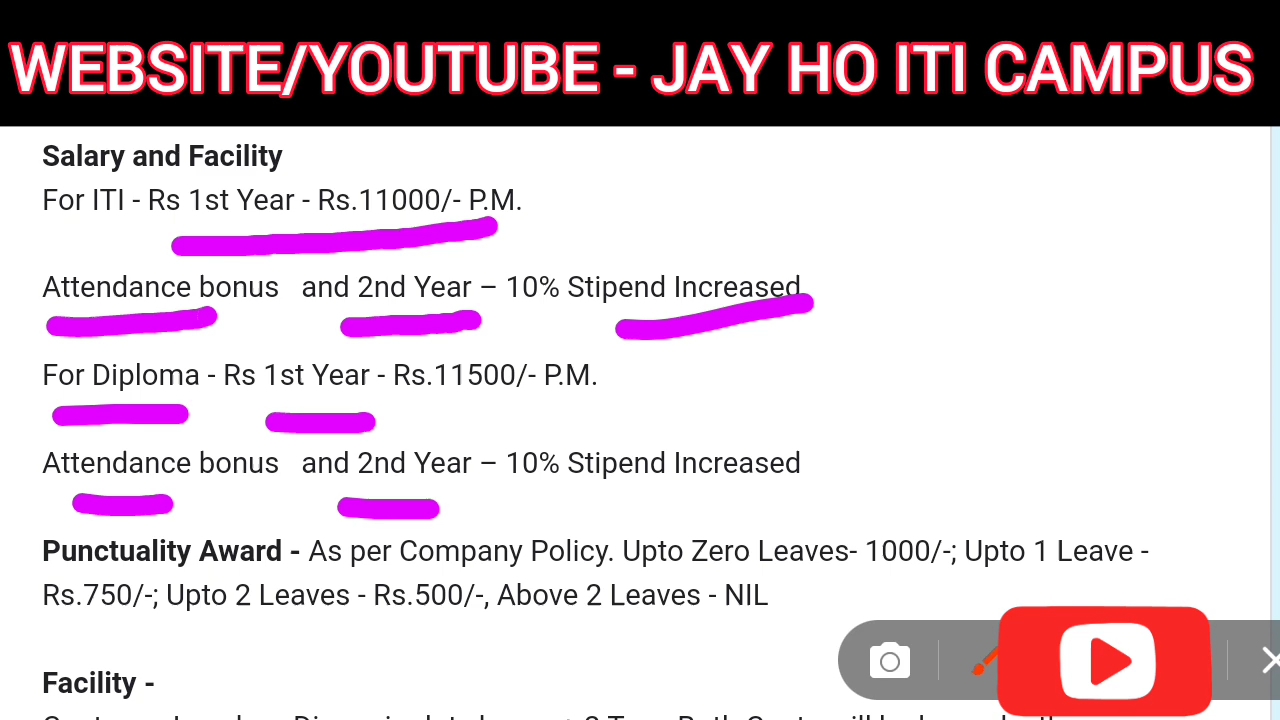 WEBSITE/YOUTUBE - JAY HO ITI CAMPUS
Salary and Facility
For ITI - Rs 1st Year - Rs.11000/- P.M.
Attendance bonus   and 2nd Year – 10% Stipend Increased
For Diploma - Rs 1st Year - Rs.11500/- P.M.
Attendance bonus   and 2nd Year – 10% Stipend Increased
Punctuality Award - As per Company Policy. Upto Zero Leaves- 1000/-; Upto 1 Leave -
Rs.750/-; Upto 2 Leaves - Rs.500/-, Above 2 Leaves - NIL
Facility -